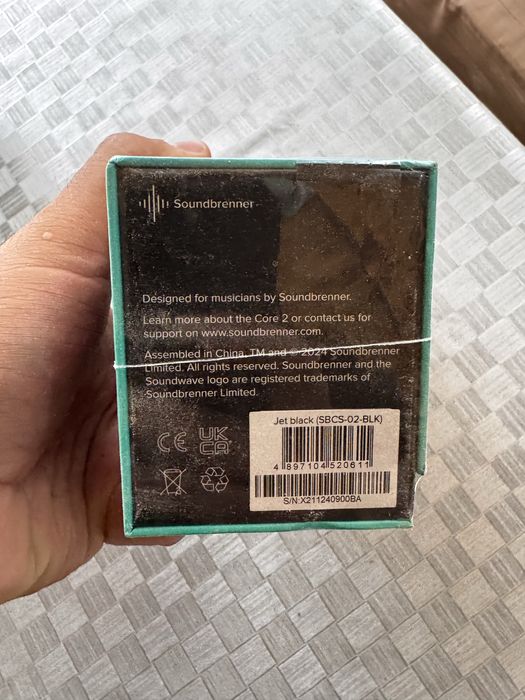 Soundbrenner
Designed for musicians by Soundbrenner.
Learn more about the Core 2 or contact us for
support on www.soundbrenner.com.
Assembled in China. TM and © 2024 Soundbrenner
Limited. All rights reserved. Soundbrenner and the
Soundwave logo are registered trademarks of
Soundbrenner Limited.
CE UK
CA
Jet black (SBCS-02-BLK)
4 897104 520611
S/N:X211240900BA